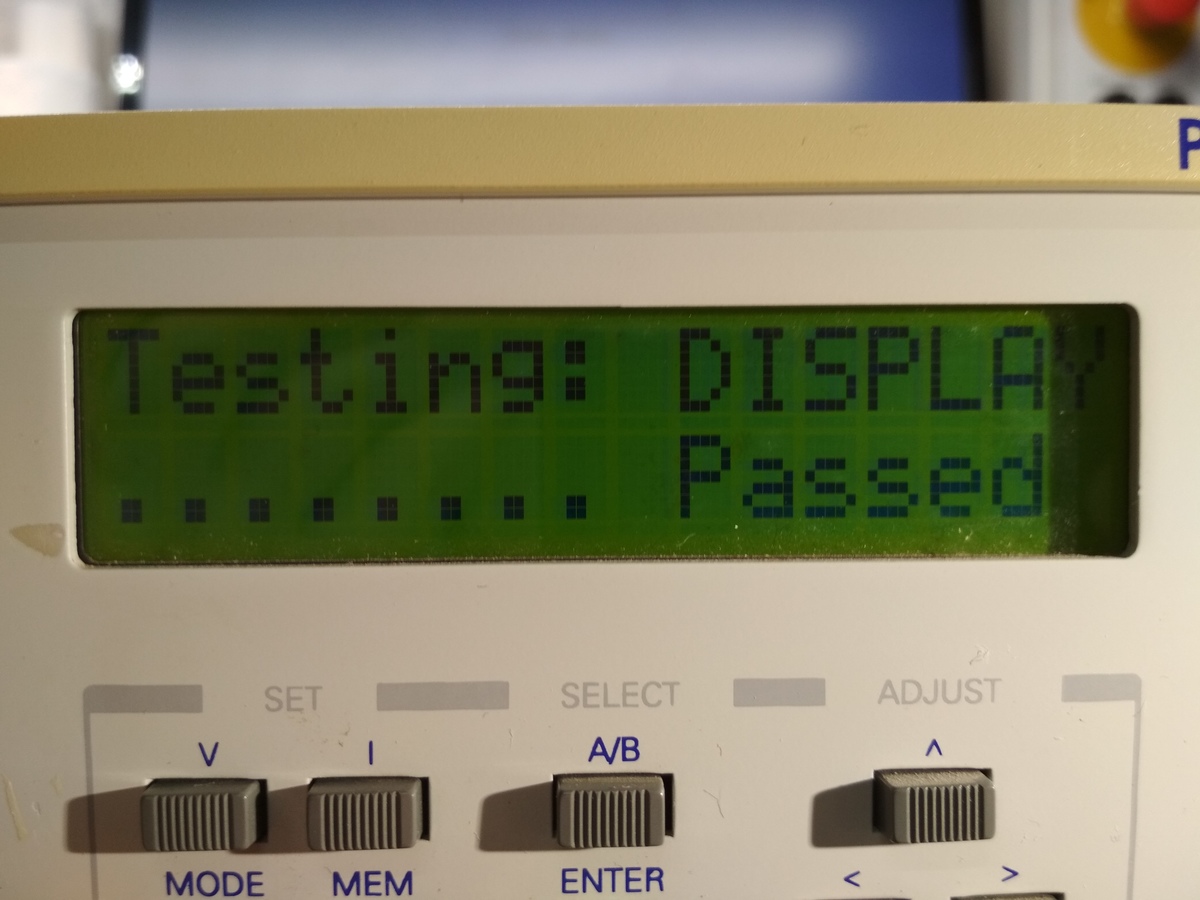 P
Testing: DISPLAY
........ Passed
SET SELECT ADJUST
V I A/B ^
MODE MEM ENTER < >